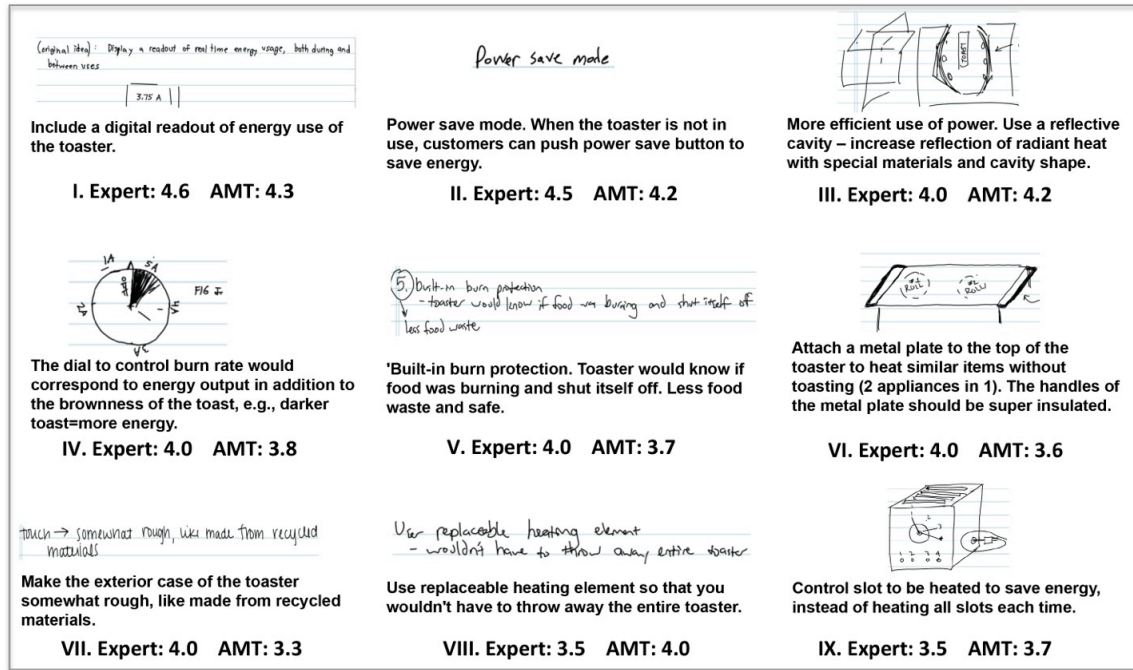 (original idea): Display a readout of real time energy usage, both during and
between uses
3.75 A
Include a digital readout of energy use of
the toaster.
I. Expert: 4.6 AMT: 4.3
Power save mode
Power save mode. When the toaster is not in
use, customers can push power save button to
save energy.
II. Expert: 4.5 AMT: 4.2
TOAST
More efficient use of power. Use a reflective
cavity – increase reflection of radiant heat
with special materials and cavity shape.
III. Expert: 4.0 AMT: 4.2
1A
A
5A
FIG I.
2A
4A
3A
The dial to control burn rate would
correspond to energy output in addition to
the brownness of the toast, e.g., darker
toast=more energy.
IV. Expert: 4.0 AMT: 3.8
5. built-in burn protection
- toaster would know if food was burning and shut itself off
less food waste
'Built-in burn protection. Toaster would know if
food was burning and shut itself off. Less food
waste and safe.
V. Expert: 4.0 AMT: 3.7
ROLL
ROLL
Attach a metal plate to the top of the
toaster to heat similar items without
toasting (2 appliances in 1). The handles of
the metal plate should be super insulated.
VI. Expert: 4.0 AMT: 3.6
touch → somewhat rough, like made from recycled
materials
Make the exterior case of the toaster
somewhat rough, like made from recycled
materials.
VII. Expert: 4.0 AMT: 3.3
User replaceable heating element
- wouldn't have to throw away entire toaster
Use replaceable heating element so that you
wouldn't have to throw away the entire toaster.
VIII. Expert: 3.5 AMT: 4.0
1 2 3 4
Control slot to be heated to save energy,
instead of heating all slots each time.
IX. Expert: 3.5 AMT: 3.7